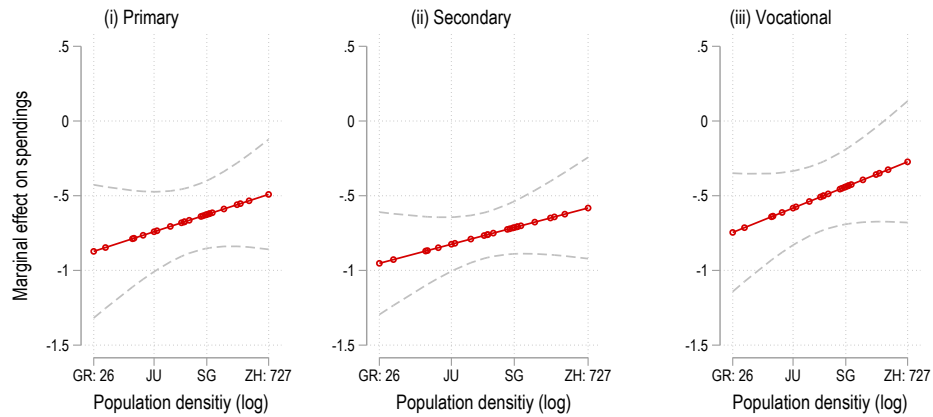 (i) Primary
(ii) Secondary
(iii) Vocational
Marginal effect on spendings
.5
0
-.5
-1
-1.5
GR: 26
JU
SG
ZH: 727
Population densitiy (log)
.5
0
-.5
-1
-1.5
GR: 26
JU
SG
ZH: 727
Population densitiy (log)
.5
0
-.5
-1
-1.5
GR: 26
JU
SG
ZH: 727
Population densitiy (log)